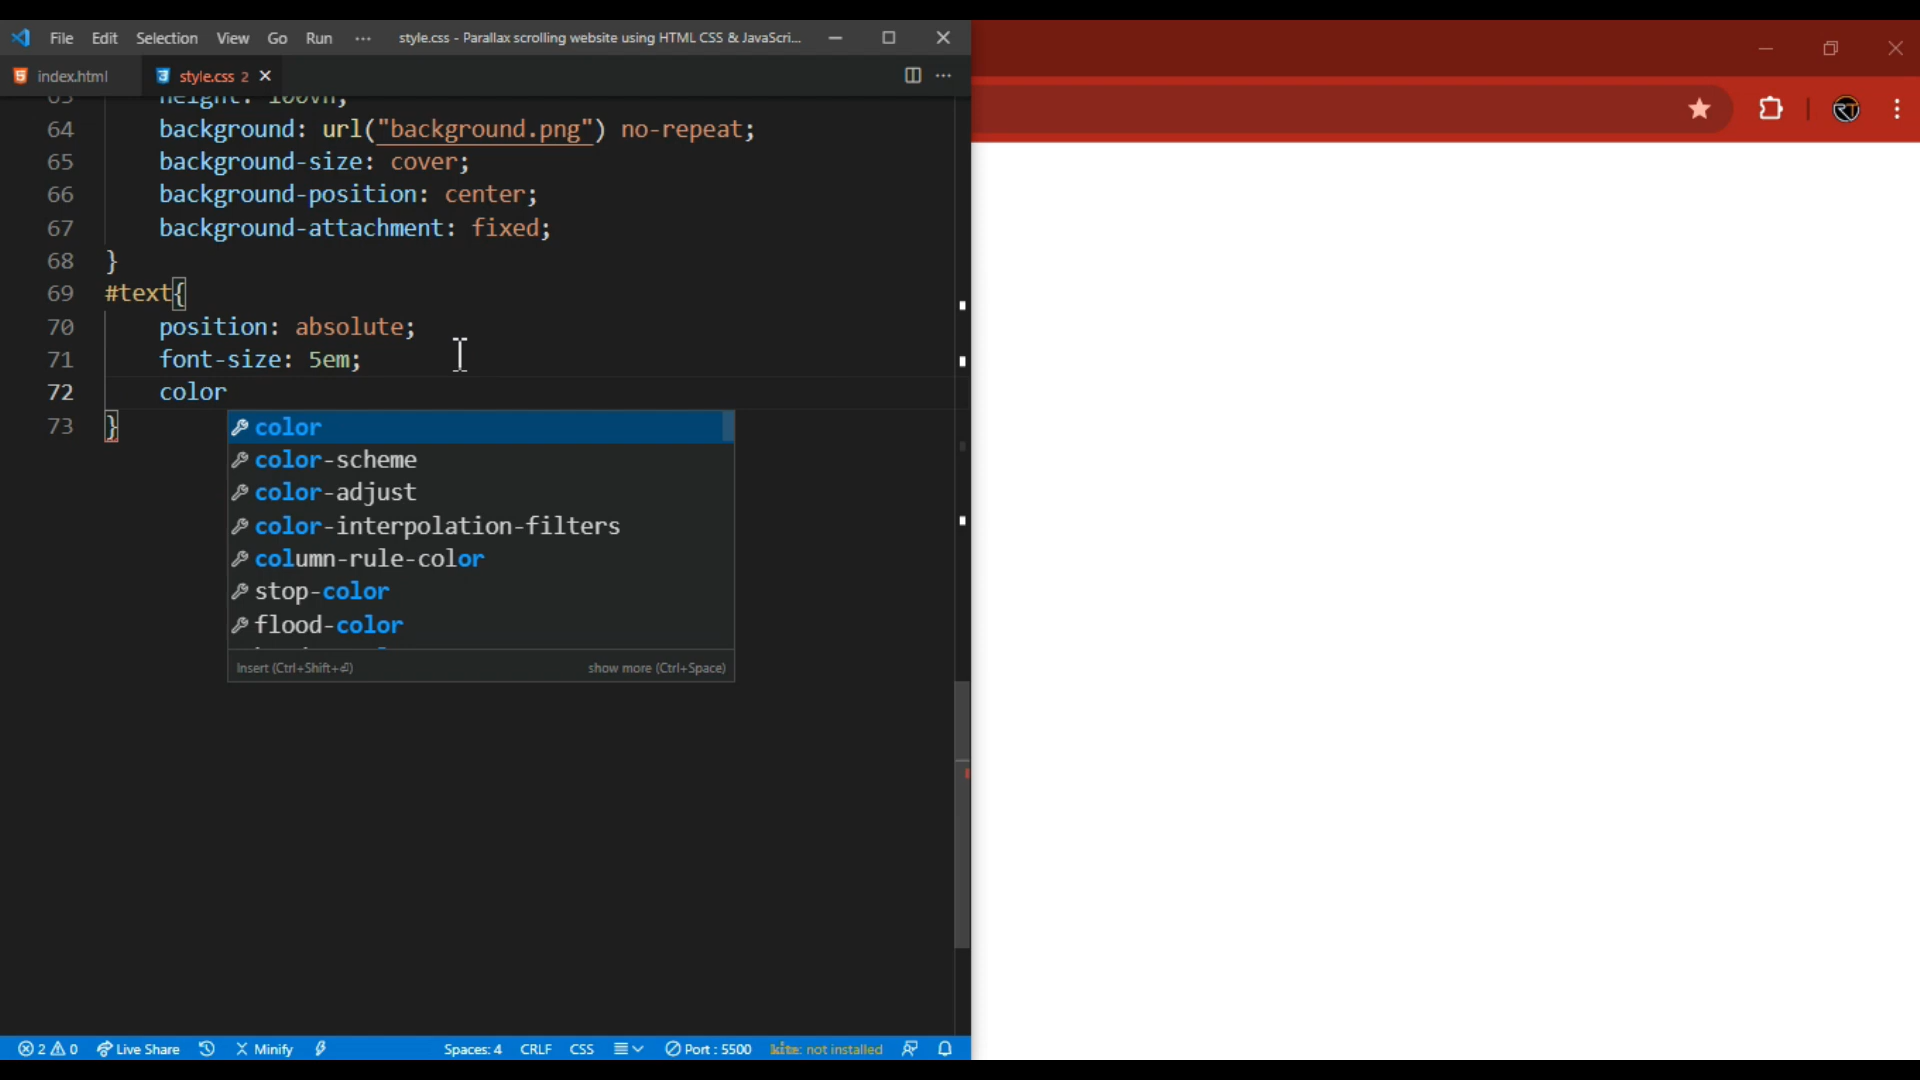 File Edit Selection View Go Run ··· style.css - Parallax scrolling website using HTML CSS & JavaScri...
index.html style.css 2
63 height: 100vh;
64 background: url("background.png") no-repeat;
65 background-size: cover;
66 background-position: center;
67 background-attachment: fixed;
68 }
69 #text{
70 position: absolute;
71 font-size: 5em;
72 color
73 }
color
color-scheme
color-adjust
color-interpolation-filters
column-rule-color
stop-color
flood-color
Insert (Ctrl+Shift+⏎) show more (Ctrl+Space)
2 0 Live Share Minify Spaces: 4 CRLF CSS Port : 5500 kite: not installed